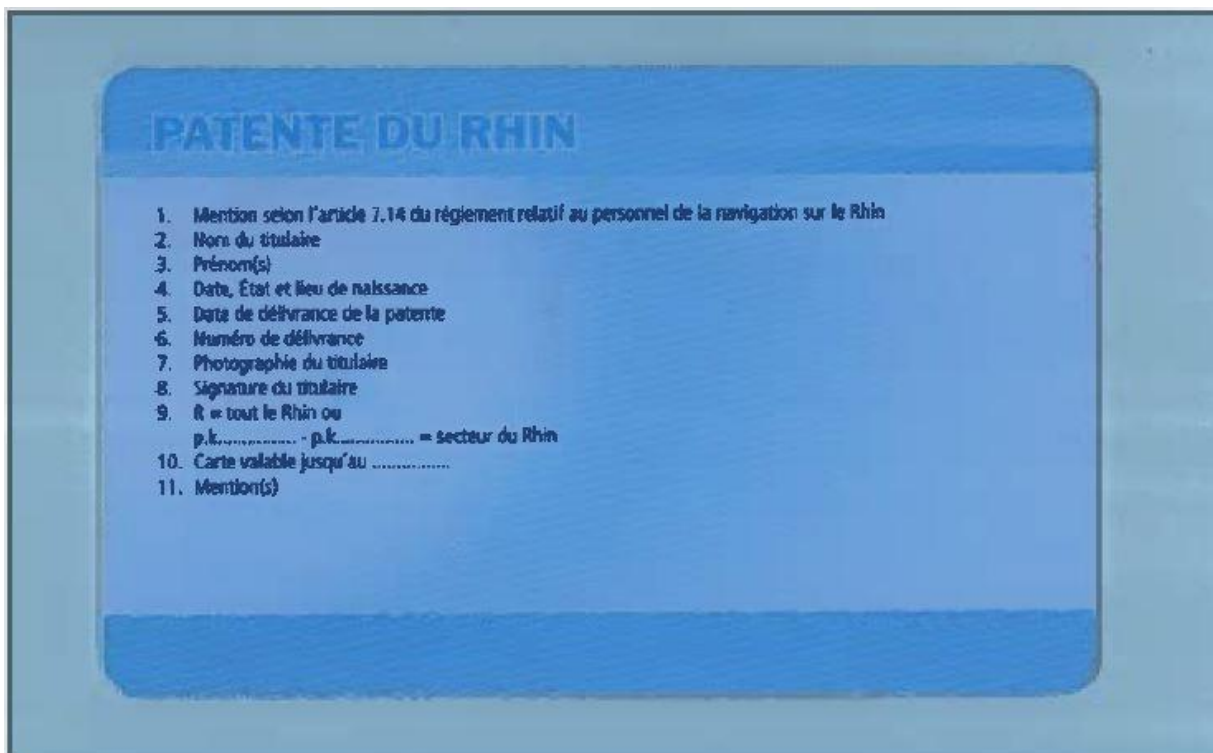 PATENTE DU RHIN
1. Mention selon l'article 7.14 du règlement relatif au personnel de la navigation sur le Rhin
2. Nom du titulaire
3. Prénom(s)
4. Date, État et lieu de naissance
5. Date de délivrance de la patente
6. Numéro de délivrance
7. Photographie du titulaire
8. Signature du titulaire
9. R = tout le Rhin ou
p.k................ - p.k............... = secteur du Rhin
10. Carte valable jusqu'au ...............
11. Mention(s)